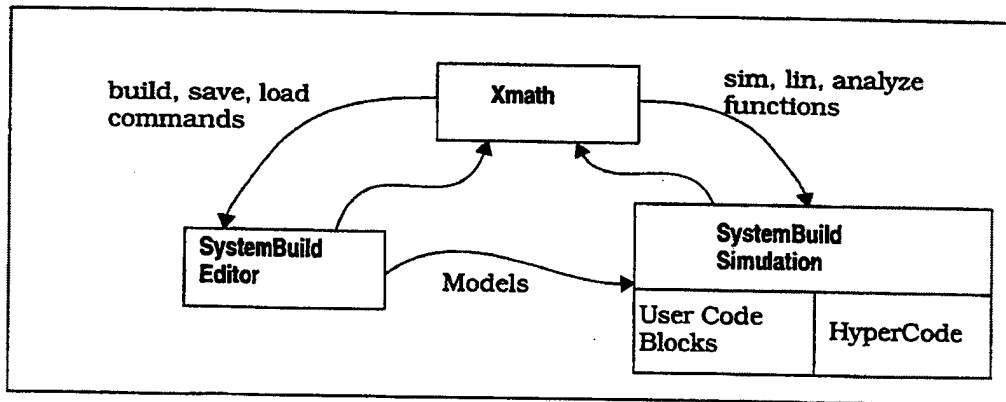 build, save, load
commands
Xmath
sim, lin, analyze
functions
SystemBuild
Editor
Models
SystemBuild
Simulation
User Code
Blocks
HyperCode